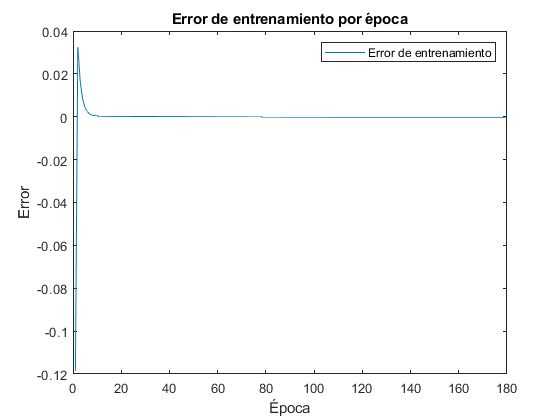 Error de entrenamiento por época
Error de entrenamiento
0.04
0.02
0
-0.02
-0.04
-0.06
-0.08
-0.1
-0.12
Error
0 20 40 60 80 100 120 140 160 180
Época